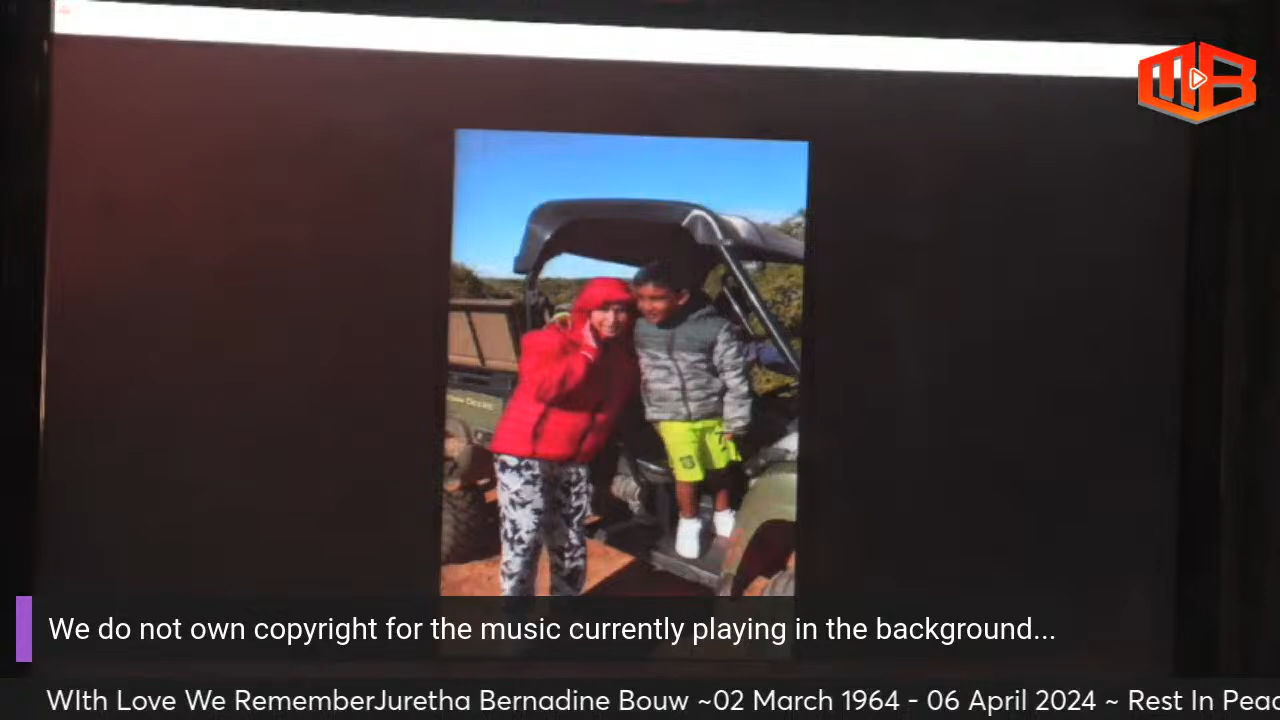 MB
We do not own copyright for the music currently playing in the background...
WIth Love We RememberJuretha Bernadine Bouw ~02 March 1964 - 06 April 2024 ~ Rest In Peac